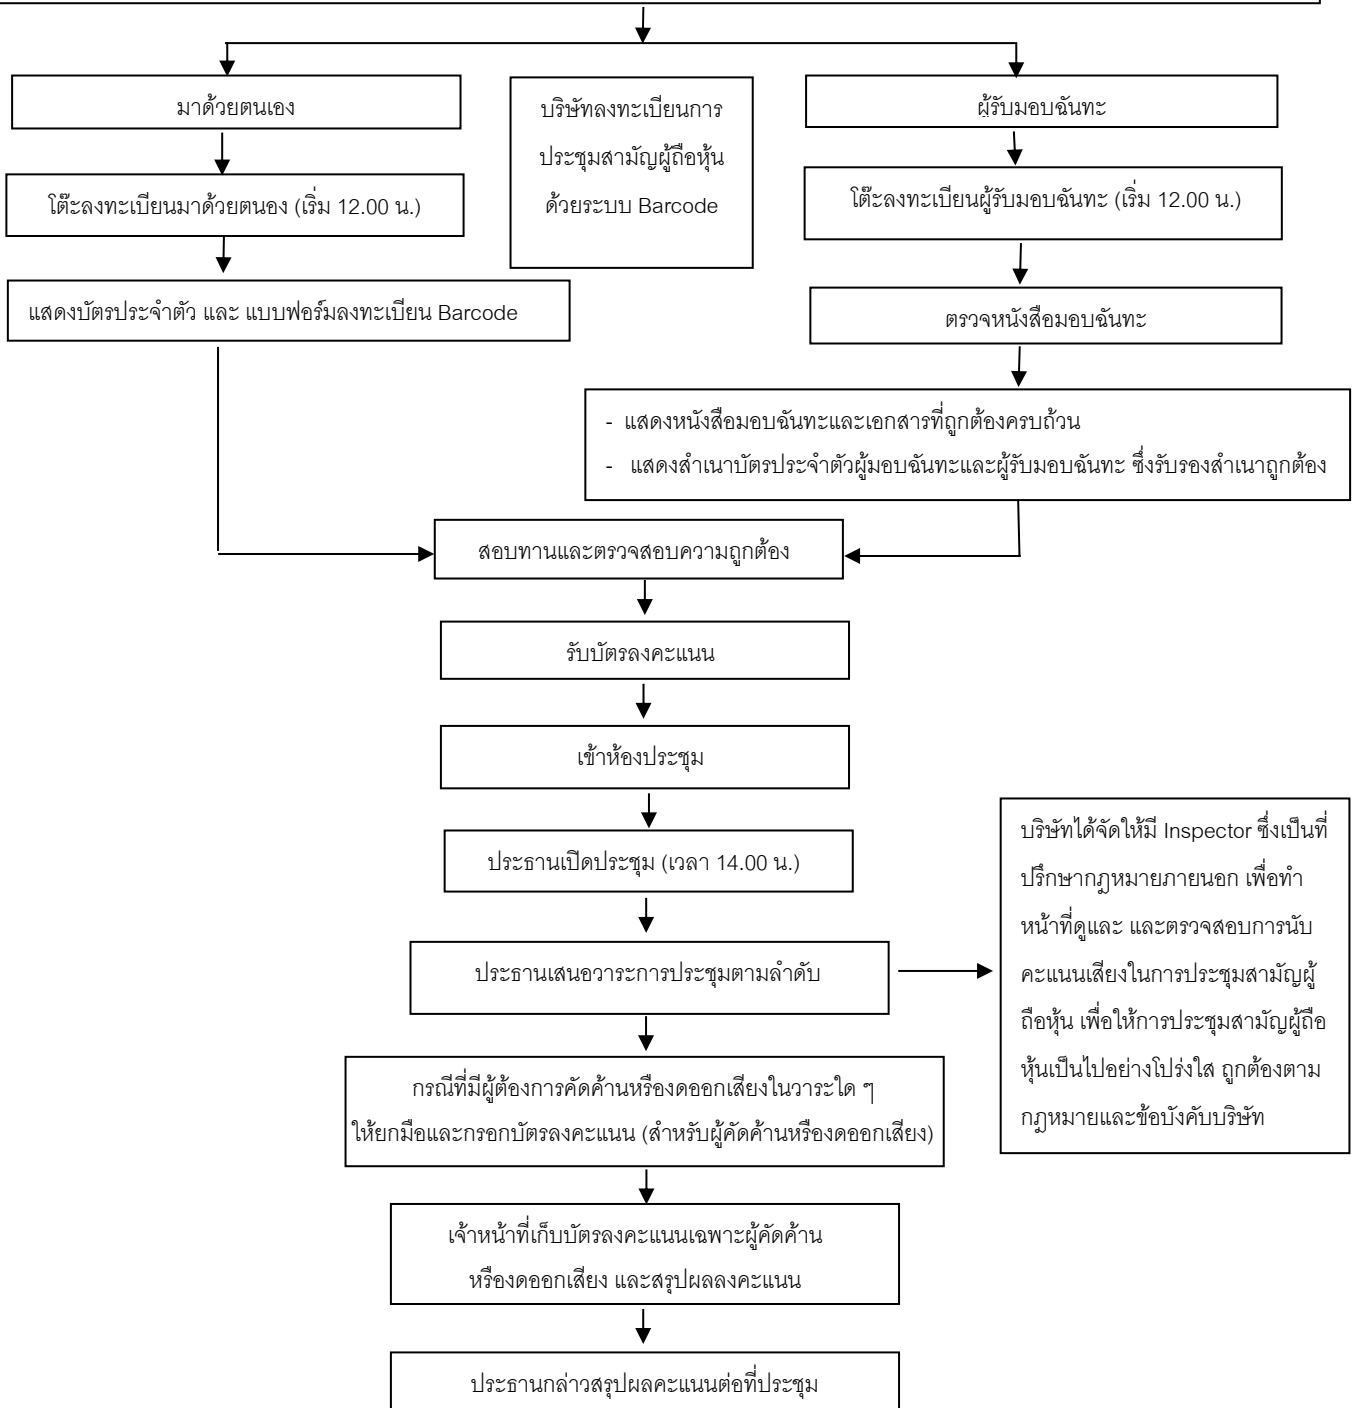 มาด้วยตนเอง
บริษัทลงทะเบียนการ
ประชุมสามัญผู้ถือหุ้น
ด้วยระบบ Barcode
ผู้รับมอบฉันทะ
โต๊ะลงทะเบียนมาด้วยตนอง (เริ่ม 12.00 น.)
โต๊ะลงทะเบียนผู้รับมอบฉันทะ (เริ่ม 12.00 น.)
แสดงบัตรประจำตัว และ แบบฟอร์มลงทะเบียน Barcode
ตรวจหนังสือมอบฉันทะ
- แสดงหนังสือมอบฉันทะและเอกสารที่ถูกต้องครบถ้วน
- แสดงสำเนาบัตรประจำตัวผู้มอบฉันทะและผู้รับมอบฉันทะ ซึ่งรับรองสำเนาถูกต้อง
สอบทานและตรวจสอบความถูกต้อง
รับบัตรลงคะแนน
เข้าห้องประชุม
ประธานเปิดประชุม (เวลา 14.00 น.)
ประธานเสนอวาระการประชุมตามลำดับ
บริษัทได้จัดให้มี Inspector ซึ่งเป็นที่
ปรึกษากฎหมายภายนอก เพื่อทำ
หน้าที่ดูและ และตรวจสอบการนับ
คะแนนเสียงในการประชุมสามัญผู้
ถือหุ้น เพื่อให้การประชุมสามัญผู้ถือ
หุ้นเป็นไปอย่างโปร่งใส ถูกต้องตาม
กฎหมายและข้อบังคับบริษัท
กรณีที่มีผู้ต้องการคัดค้านหรืองดออกเสียงในวาระใด ๆ
ให้ยกมือและกรอกบัตรลงคะแนน (สำหรับผู้คัดค้านหรืองดออกเสียง)
เจ้าหน้าที่เก็บบัตรลงคะแนนเฉพาะผู้คัดค้าน
หรืองดออกเสียง และสรุปผลลงคะแนน
ประธานกล่าวสรุปผลคะแนนต่อที่ประชุม